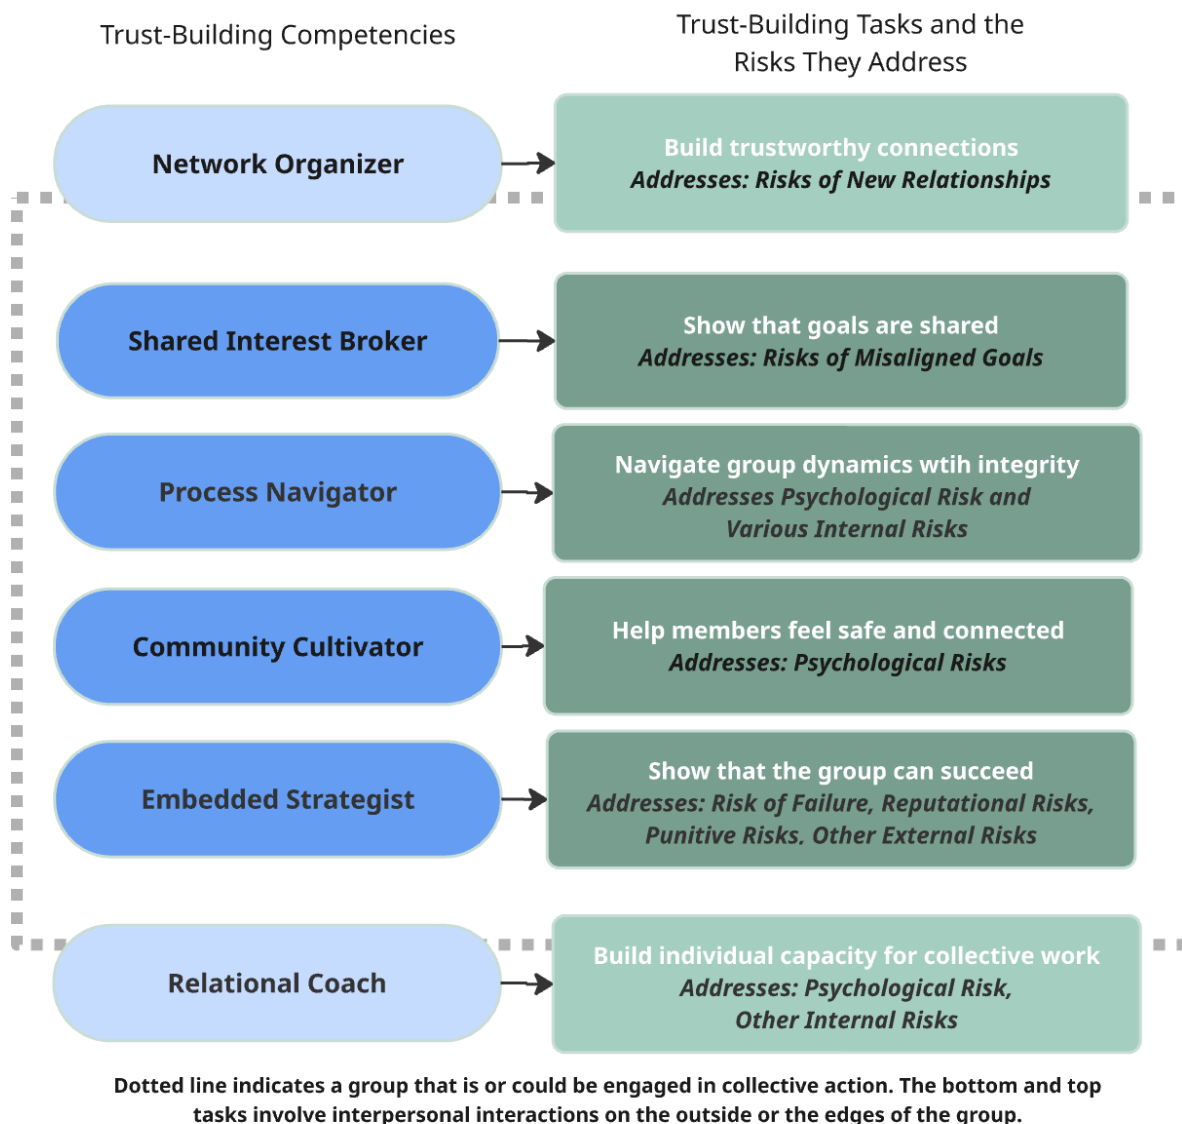 Trust-Building Competencies
Trust-Building Tasks and the
Risks They Address
Network Organizer
Build trustworthy connections
Addresses: Risks of New Relationships
Shared Interest Broker
Show that goals are shared
Addresses: Risks of Misaligned Goals
Process Navigator
Navigate group dynamics wtih integrity
Addresses Psychological Risk and
Various Internal Risks
Community Cultivator
Help members feel safe and connected
Addresses: Psychological Risks
Embedded Strategist
Show that the group can succeed
Addresses: Risk of Failure, Reputational Risks,
Punitive Risks, Other External Risks
Relational Coach
Build individual capacity for collective work
Addresses: Psychological Risk,
Other Internal Risks
Dotted line indicates a group that is or could be engaged in collective action. The bottom and top
tasks involve interpersonal interactions on the outside or the edges of the group.